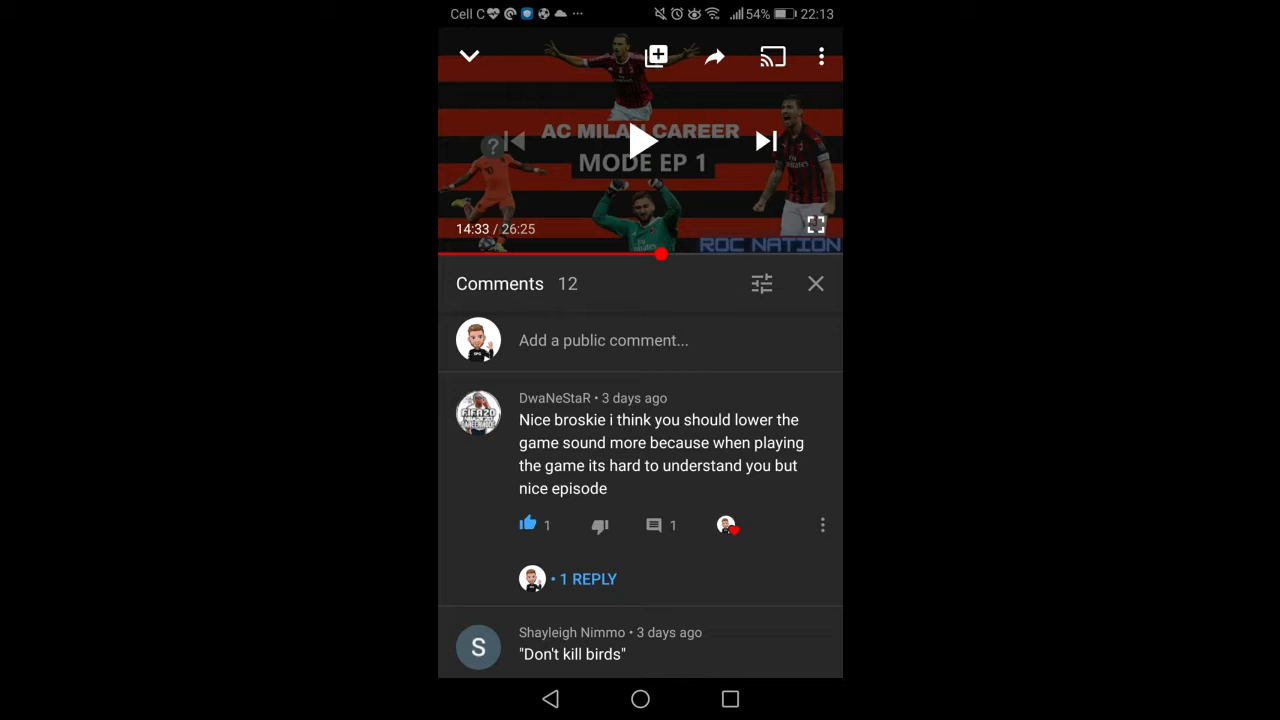 Cell C ... 54% 22:13
AC MILAN CAREER
MODE EP 1
?
14:33 / 26:25
ROC NATION
Comments 12
Add a public comment...
DwaNeStaR • 3 days ago
Nice broskie i think you should lower the
game sound more because when playing
the game its hard to understand you but
nice episode
1 1
• 1 REPLY
S
Shayleigh Nimmo • 3 days ago
"Don't kill birds"